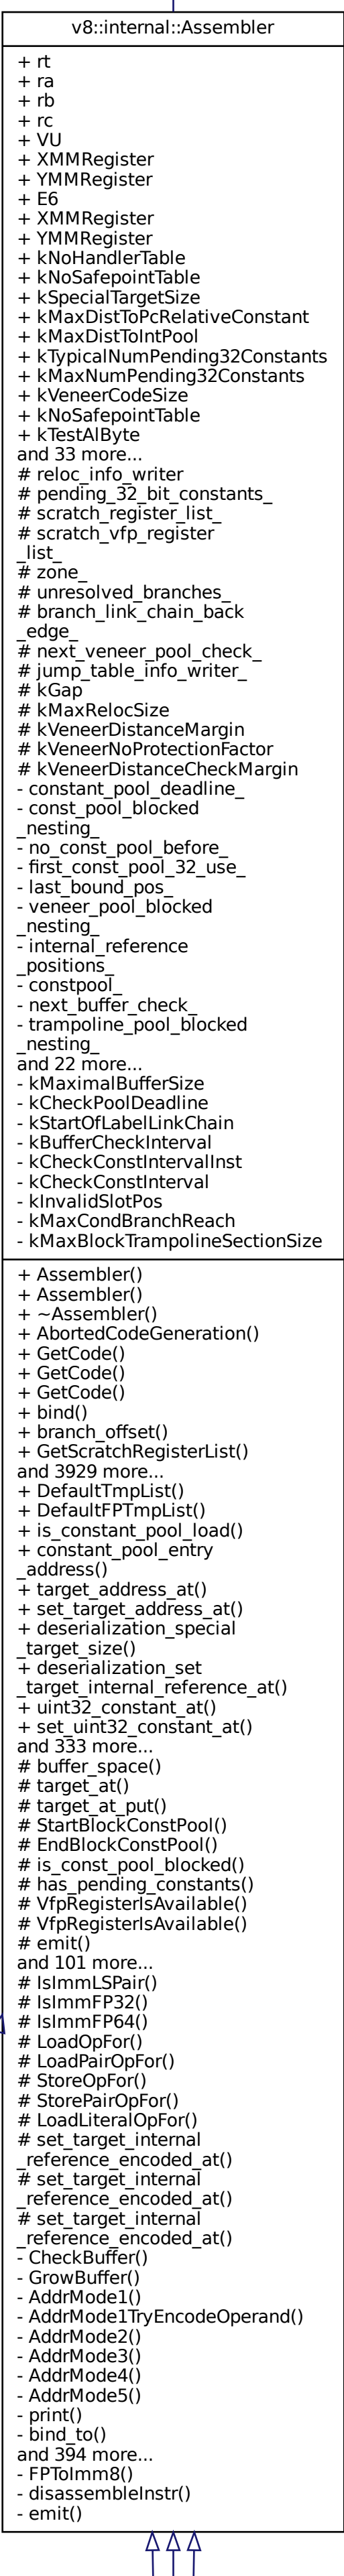 v8::internal::Assembler
+ rt
+ ra
+ rb
+ rc
+ VU
+ XMMRegister
+ YMMRegister
+ E6
+ XMMRegister
+ YMMRegister
+ kNoHandlerTable
+ kNoSafepointTable
+ kSpecialTargetSize
+ kMaxDistToPcRelativeConstant
+ kMaxDistToIntPool
+ kTypicalNumPending32Constants
+ kMaxNumPending32Constants
+ kVeneerCodeSize
+ kNoSafepointTable
+ kTestAlByte
and 33 more...
# reloc_info_writer
# pending_32_bit_constants_
# scratch_register_list_
# scratch_vfp_register
_list_
# zone_
# unresolved_branches_
# branch_link_chain_back
_edge_
# next_veneer_pool_check_
# jump_table_info_writer_
# kGap
# kMaxRelocSize
# kVeneerDistanceMargin
# kVeneerNoProtectionFactor
# kVeneerDistanceCheckMargin
- constant_pool_deadline_
- const_pool_blocked
_nesting_
- no_const_pool_before_
- first_const_pool_32_use_
- last_bound_pos_
- veneer_pool_blocked
_nesting_
- internal_reference
_positions_
- constpool_
- next_buffer_check_
- trampoline_pool_blocked
_nesting_
and 22 more...
- kMaximalBufferSize
- kCheckPoolDeadline
- kStartOfLabelLinkChain
- kBufferCheckInterval
- kCheckConstIntervalInst
- kCheckConstInterval
- kInvalidSlotPos
- kMaxCondBranchReach
- kMaxBlockTrampolineSectionSize
+ Assembler()
+ Assembler()
+ ~Assembler()
+ AbortedCodeGeneration()
+ GetCode()
+ GetCode()
+ GetCode()
+ bind()
+ branch_offset()
+ GetScratchRegisterList()
and 3929 more...
+ DefaultTmpList()
+ DefaultFPTmpList()
+ is_constant_pool_load()
+ constant_pool_entry
_address()
+ target_address_at()
+ set_target_address_at()
+ deserialization_special
_target_size()
+ deserialization_set
_target_internal_reference_at()
+ uint32_constant_at()
+ set_uint32_constant_at()
and 333 more...
# buffer_space()
# target_at()
# target_at_put()
# StartBlockConstPool()
# EndBlockConstPool()
# is_const_pool_blocked()
# has_pending_constants()
# VfpRegisterIsAvailable()
# VfpRegisterIsAvailable()
# emit()
and 101 more...
# IsImmLSPair()
# IsImmFP32()
# IsImmFP64()
# LoadOpFor()
# LoadPairOpFor()
# StoreOpFor()
# StorePairOpFor()
# LoadLiteralOpFor()
# set_target_internal
_reference_encoded_at()
# set_target_internal
_reference_encoded_at()
# set_target_internal
_reference_encoded_at()
- CheckBuffer()
- GrowBuffer()
- AddrMode1()
- AddrMode1TryEncodeOperand()
- AddrMode2()
- AddrMode3()
- AddrMode4()
- AddrMode5()
- print()
- bind_to()
and 394 more...
- FPToImm8()
- disassembleInstr()
- emit()